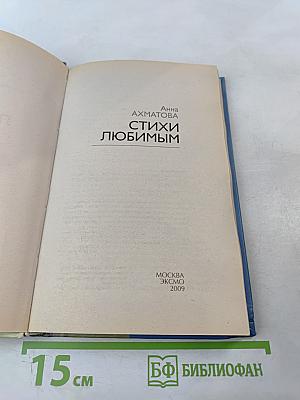 Анна
АХМАТОВА
СТИХИ
ЛЮБИМЫМ
МОСКВА
ЭКСМО
2009
15 см
БФ БИБЛИОФАН